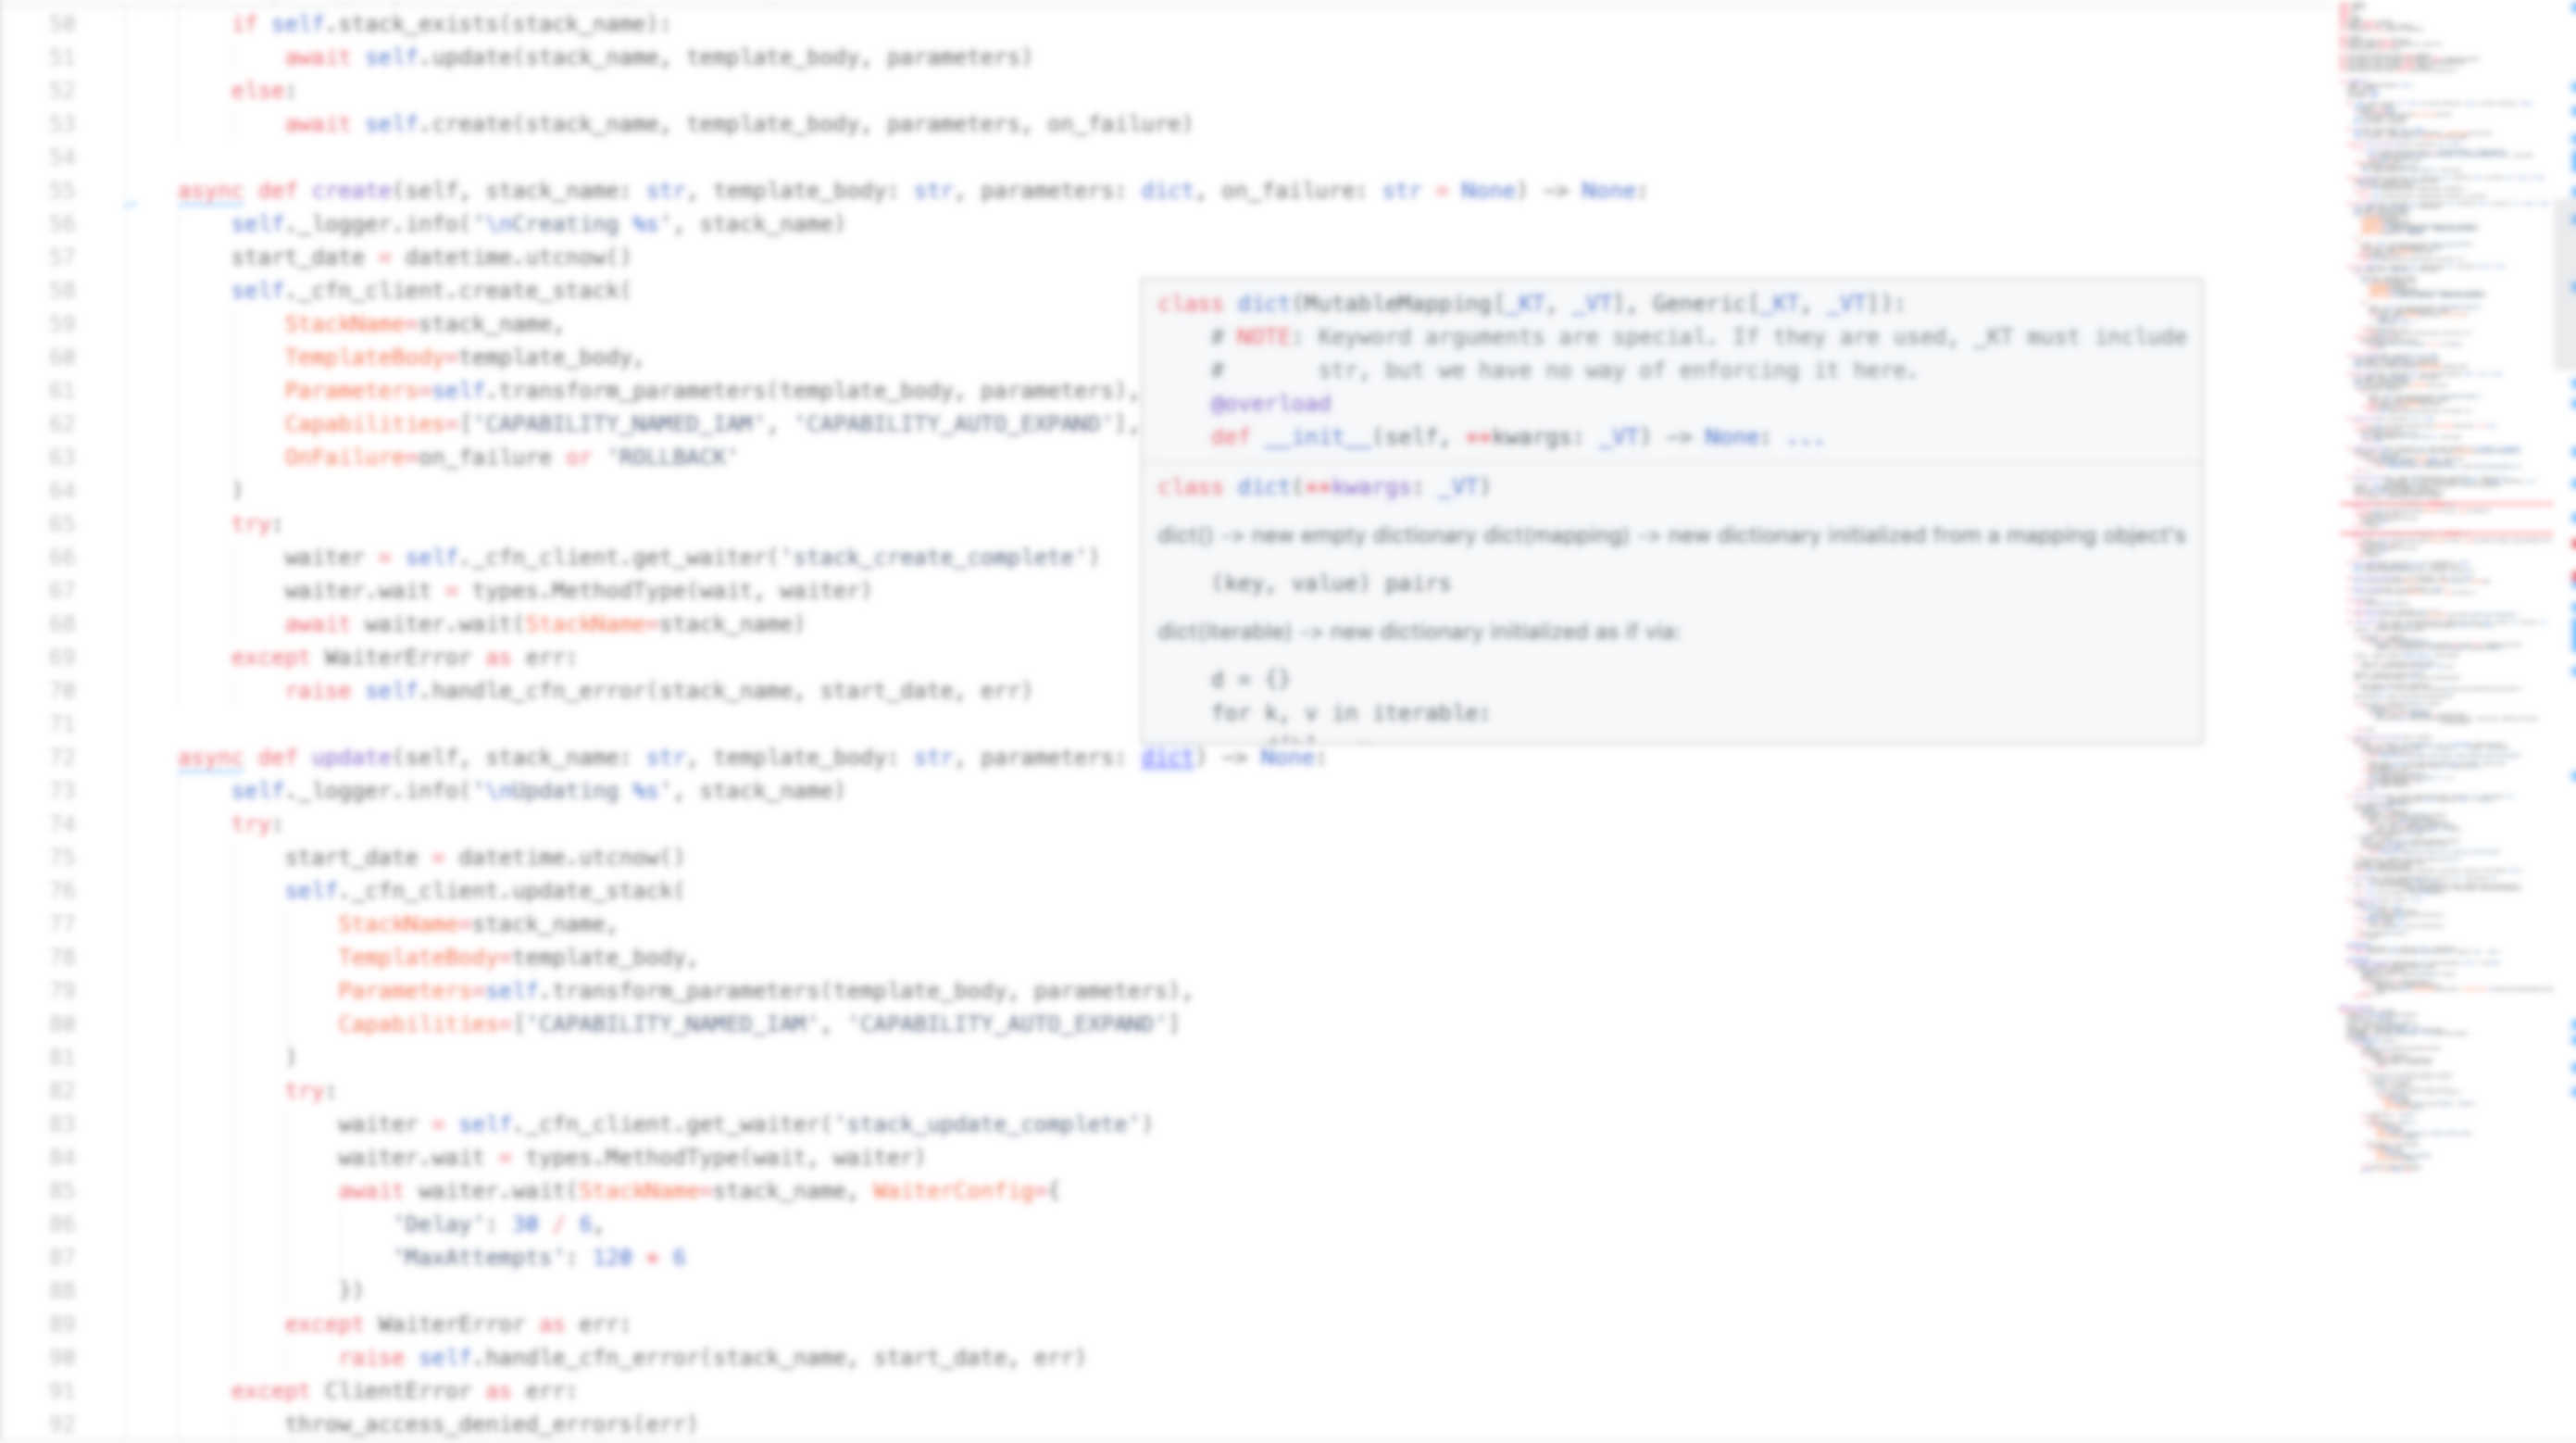 50 if self.stack_exists(stack_name):
51 await self.update(stack_name, template_body, parameters)
52 else:
53 await self.create(stack_name, template_body, parameters, on_failure)
54
55 async def create(self, stack_name: str, template_body: str, parameters: dict, on_failure: str = None) -> None:
56 self._logger.info('\nCreating %s', stack_name)
57 start_date = datetime.utcnow()
58 self._cfn_client.create_stack(
59 StackName=stack_name,
60 TemplateBody=template_body,
61 Parameters=self.transform_parameters(template_body, parameters),
62 Capabilities=['CAPABILITY_NAMED_IAM', 'CAPABILITY_AUTO_EXPAND'],
63 OnFailure=on_failure or 'ROLLBACK'
64 )
65 try:
66 waiter = self._cfn_client.get_waiter('stack_create_complete')
67 waiter.wait = types.MethodType(wait, waiter)
68 await waiter.wait(StackName=stack_name)
69 except WaiterError as err:
70 raise self.handle_cfn_error(stack_name, start_date, err)
71
class dict(MutableMapping[_KT, _VT], Generic[_KT, _VT]):
# NOTE: Keyword arguments are special. If they are used, _KT must include
# str, but we have no way of enforcing it here.
@overload
def __init__(self, **kwargs: _VT) -> None: ...
class dict(**kwargs: _VT)
dict() -> new empty dictionary dict(mapping) -> new dictionary initialized from a mapping object's
(key, value) pairs
dict(iterable) -> new dictionary initialized as if via:
d = {}
for k, v in iterable:
72 async def update(self, stack_name: str, template_body: str, parameters: dict) -> None:
73 self._logger.info('\nUpdating %s', stack_name)
74 try:
75 start_date = datetime.utcnow()
76 self._cfn_client.update_stack(
77 StackName=stack_name,
78 TemplateBody=template_body,
79 Parameters=self.transform_parameters(template_body, parameters),
80 Capabilities=['CAPABILITY_NAMED_IAM', 'CAPABILITY_AUTO_EXPAND']
81 )
82 try:
83 waiter = self._cfn_client.get_waiter('stack_update_complete')
84 waiter.wait = types.MethodType(wait, waiter)
85 await waiter.wait(StackName=stack_name, WaiterConfig={
86 'Delay': 30 / 6,
87 'MaxAttempts': 120 * 6
88 })
89 except WaiterError as err:
90 raise self.handle_cfn_error(stack_name, start_date, err)
91 except ClientError as err:
92 throw_access_denied_errors(err)